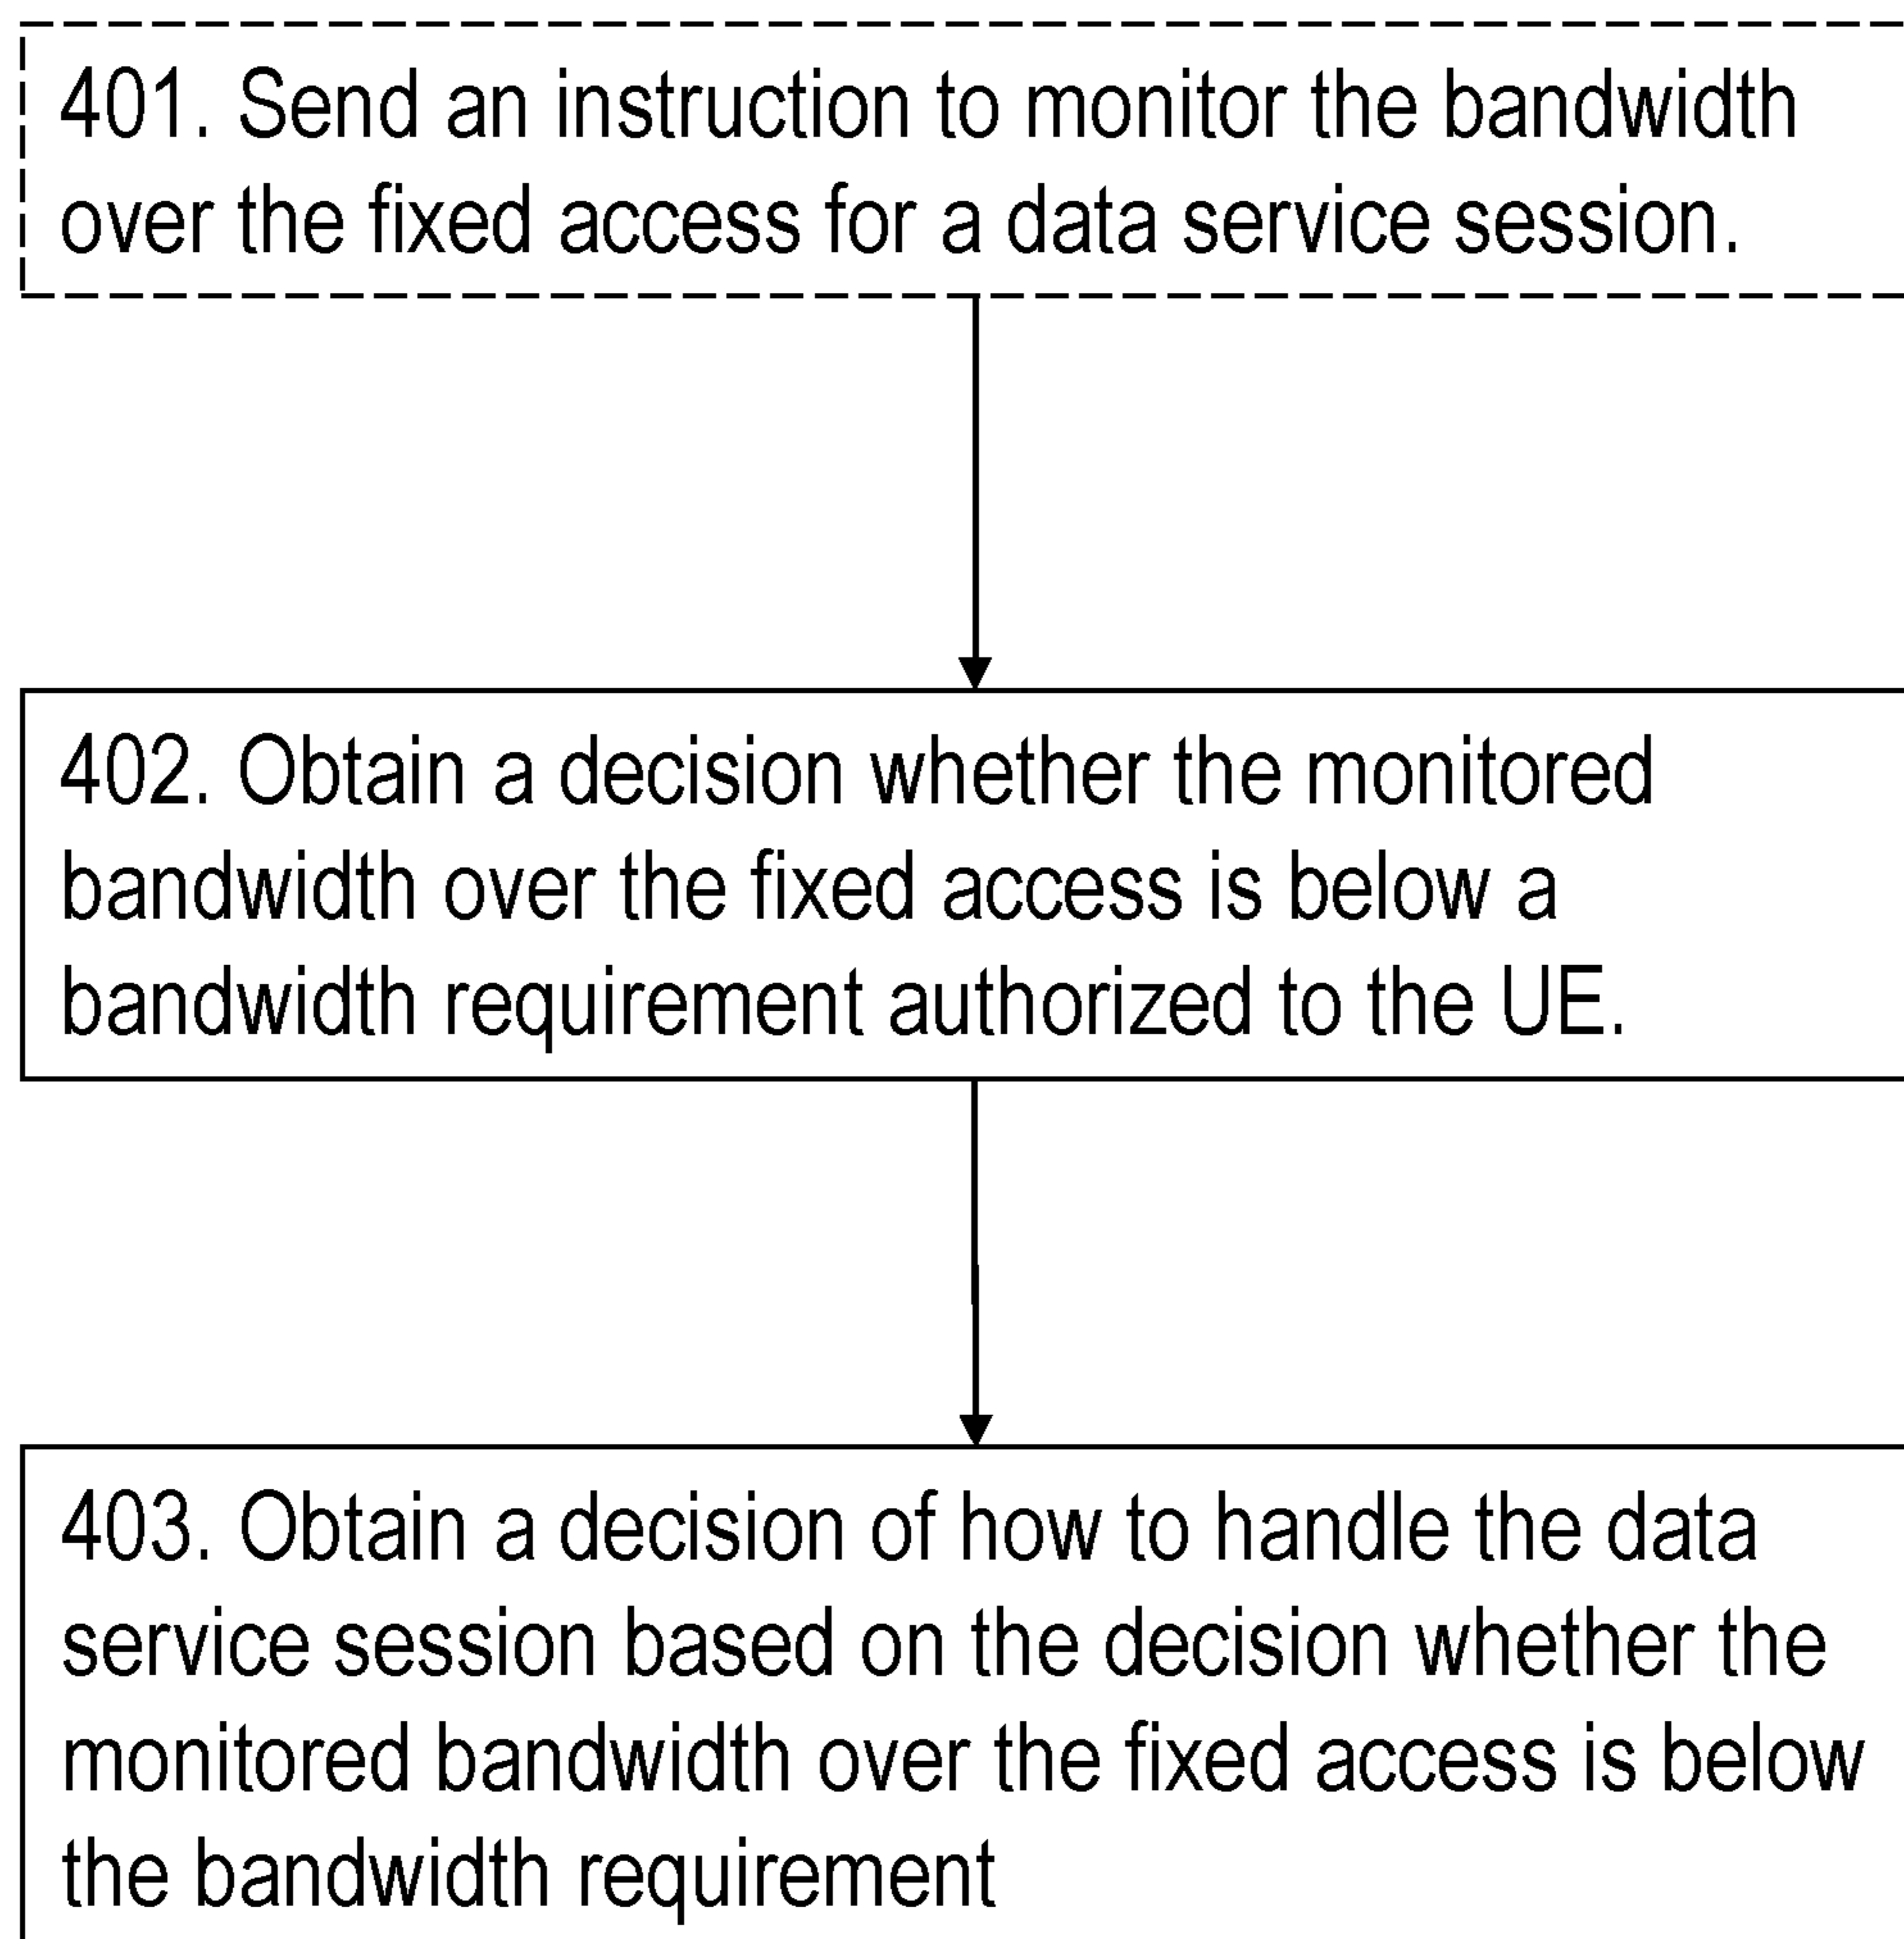 401. Send an instruction to monitor the bandwidth
over the fixed access for a data service session.
402. Obtain a decision whether the monitored
bandwidth over the fixed access is below a
bandwidth requirement authorized to the UE.
403. Obtain a decision of how to handle the data
service session based on the decision whether the
monitored bandwidth over the fixed access is below
the bandwidth requirement